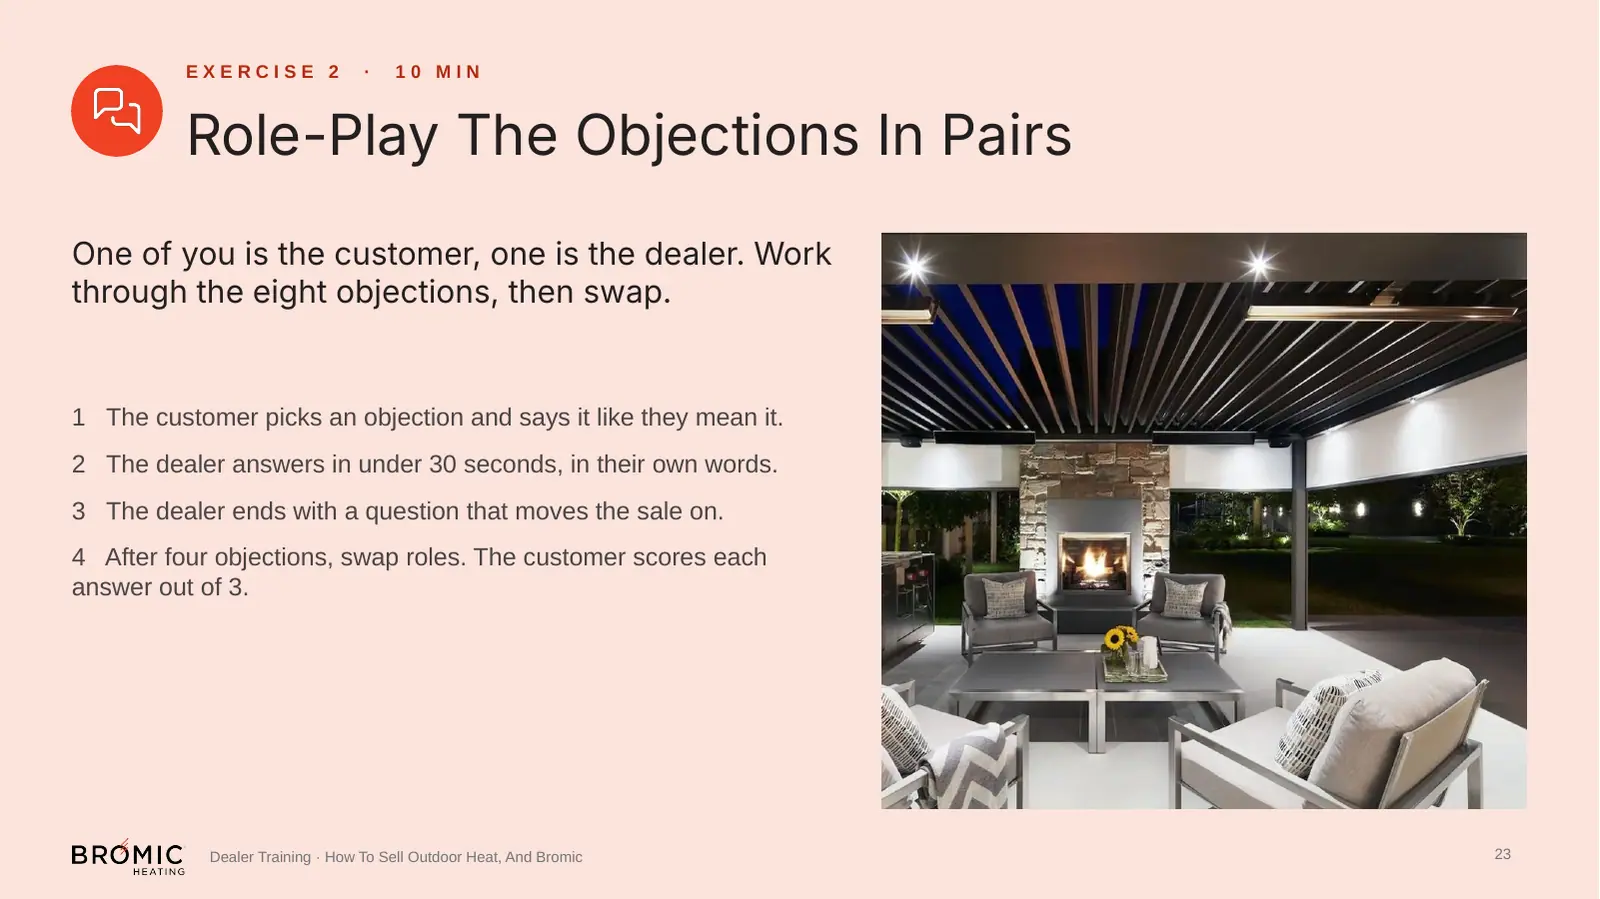 EXERCISE 2 · 10 MIN
Role-Play The Objections In Pairs
One of you is the customer, one is the dealer. Work
through the eight objections, then swap.
1 The customer picks an objection and says it like they mean it.
2 The dealer answers in under 30 seconds, in their own words.
3 The dealer ends with a question that moves the sale on.
4 After four objections, swap roles. The customer scores each
answer out of 3.
BROMIC
HEATING
Dealer Training · How To Sell Outdoor Heat, And Bromic
23